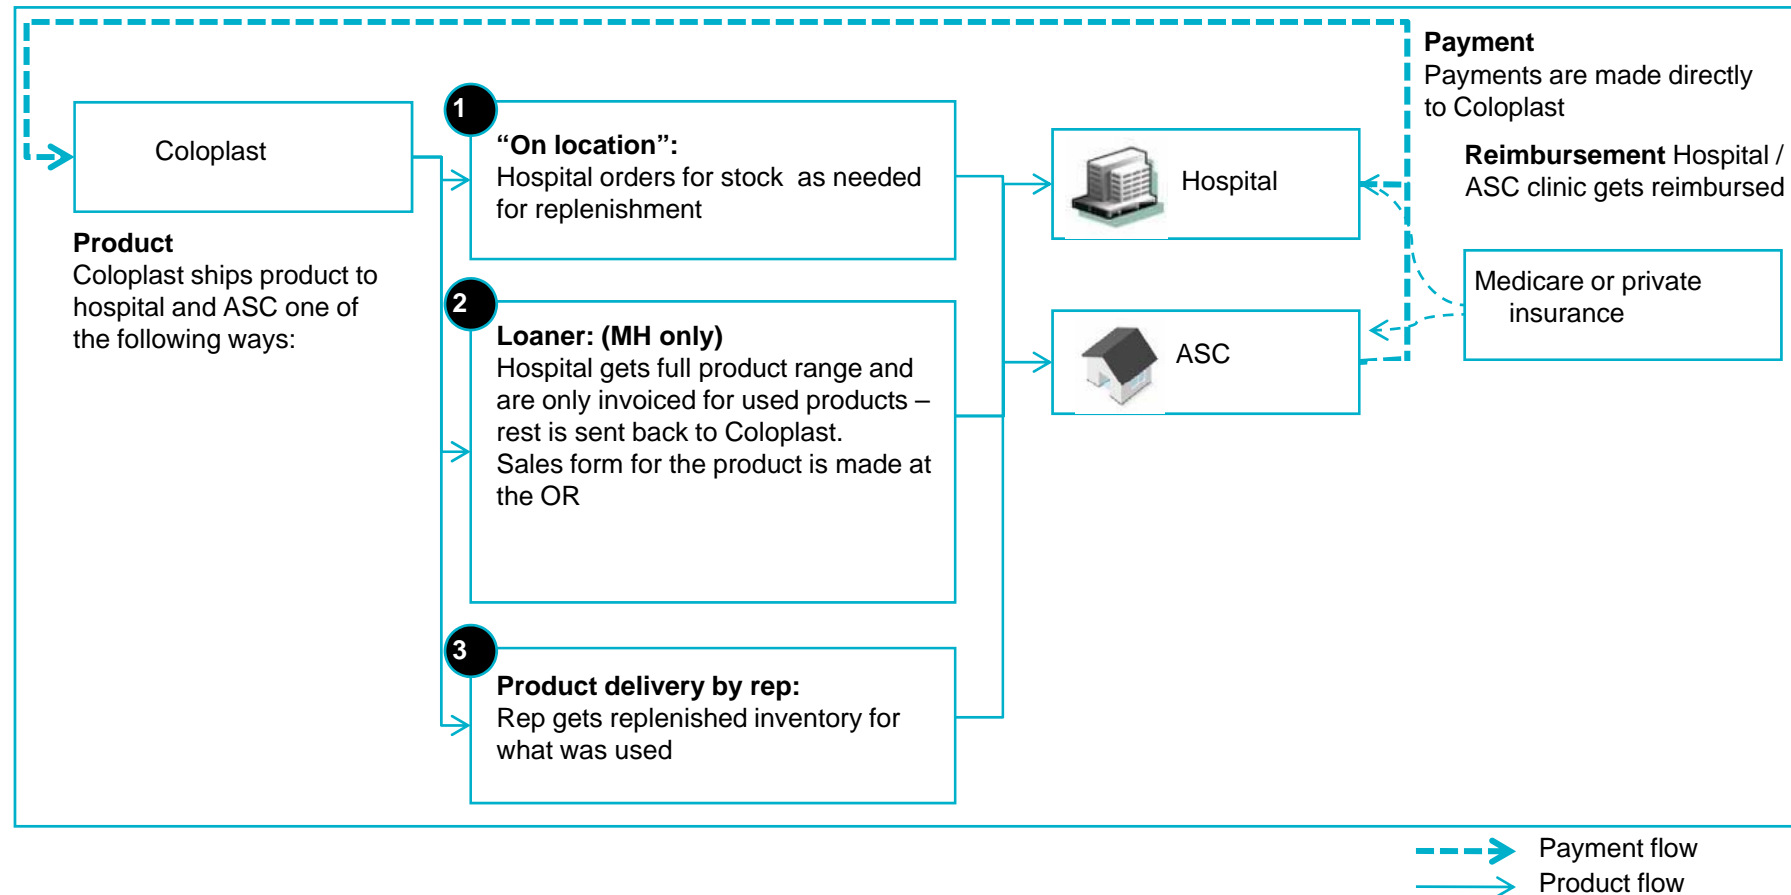 Coloplast
Product
Coloplast ships product to
hospital and ASC one of
the following ways:
1
“On location”:
Hospital orders for stock as needed
for replenishment
2
Loaner: (MH only)
Hospital gets full product range and
are only invoiced for used products –
rest is sent back to Coloplast.
Sales form for the product is made at
the OR
3
Product delivery by rep:
Rep gets replenished inventory for
what was used
Hospital
ASC
Payment
Payments are made directly
to Coloplast
Reimbursement Hospital /
ASC clinic gets reimbursed
Medicare or private
insurance
Payment flow
Product flow